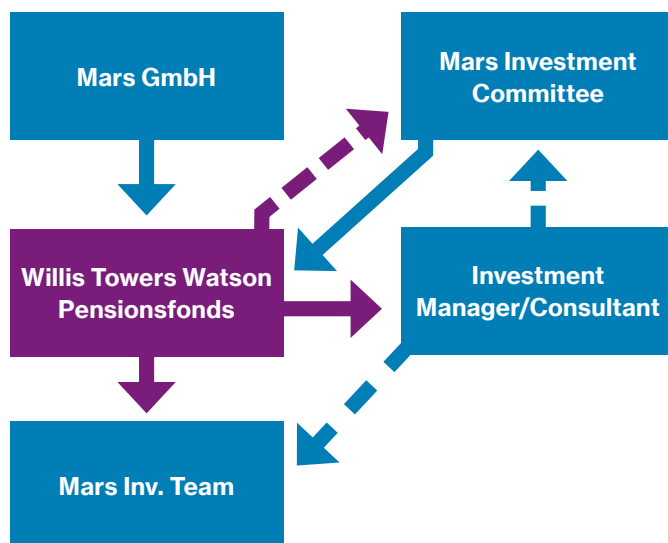 Mars GmbH
Mars Investment
Committee
Willis Towers Watson
Pensionsfonds
Investment
Manager/Consultant
Mars Inv. Team